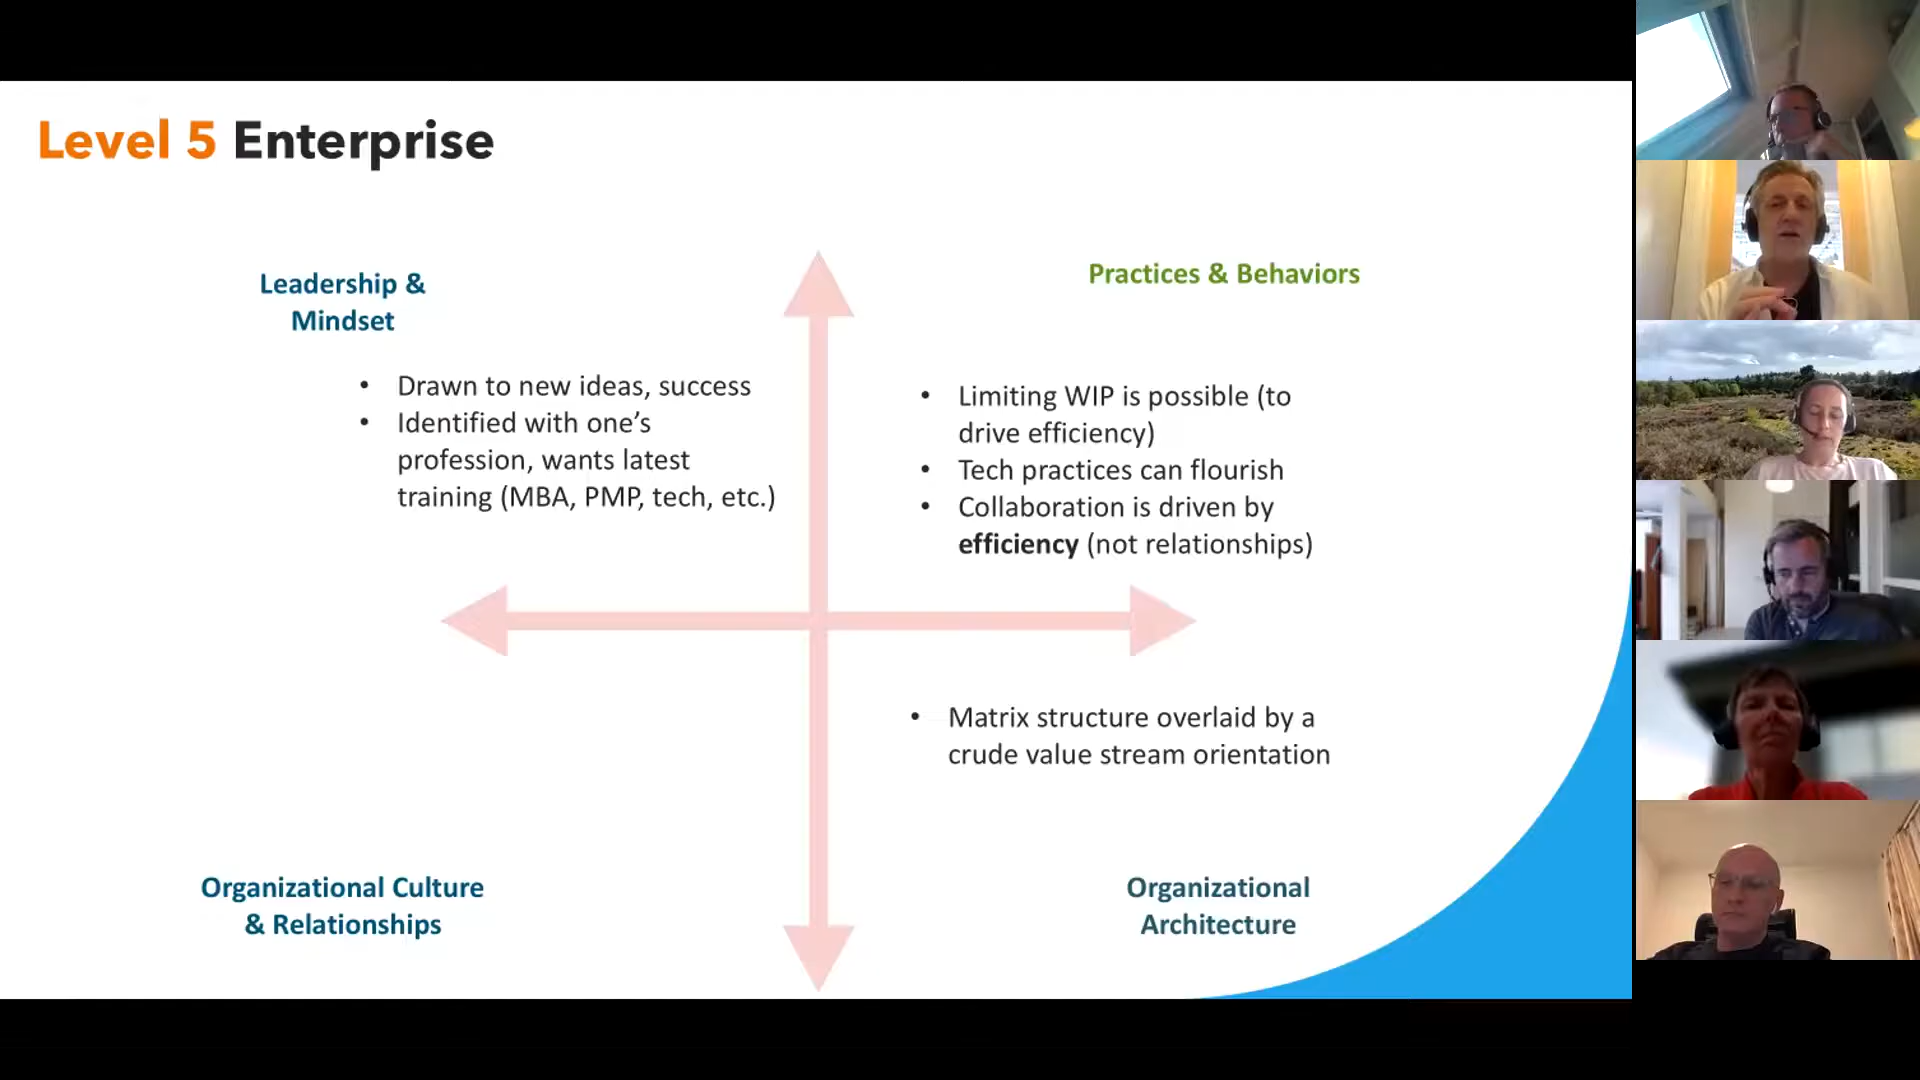 Level 5 Enterprise
Leadership &
Mindset
• Drawn to new ideas, success
• Identified with one’s
profession, wants latest
training (MBA, PMP, tech, etc.)
Practices & Behaviors
• Limiting WIP is possible (to
drive efficiency)
• Tech practices can flourish
• Collaboration is driven by
efficiency (not relationships)
• Matrix structure overlaid by a
crude value stream orientation
Organizational Culture
& Relationships
Organizational
Architecture